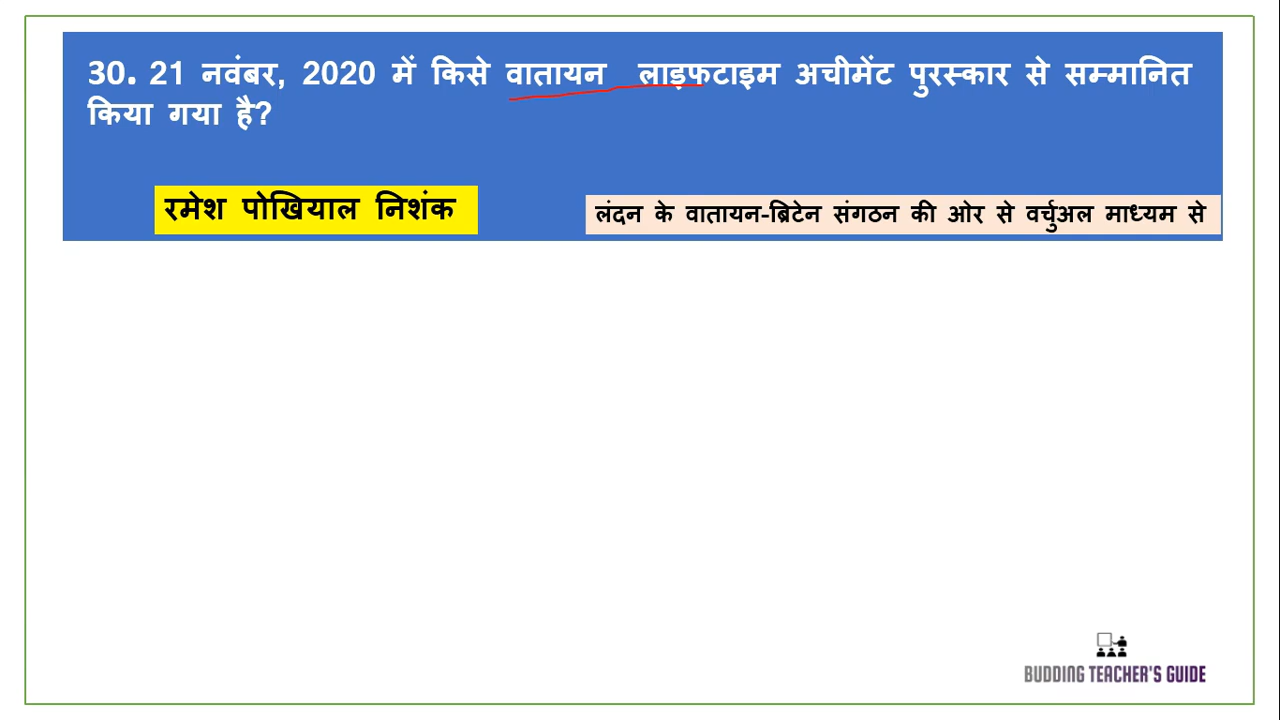 30. 21 नवंबर, 2020 में किसे वातायन लाइफटाइम अचीमेंट पुरस्कार से सम्मानित
किया गया है?
रमेश पोखियाल निशंक
लंदन के वातायन-ब्रिटेन संगठन की ओर से वर्चुअल माध्यम से
BUDDING TEACHER'S GUIDE